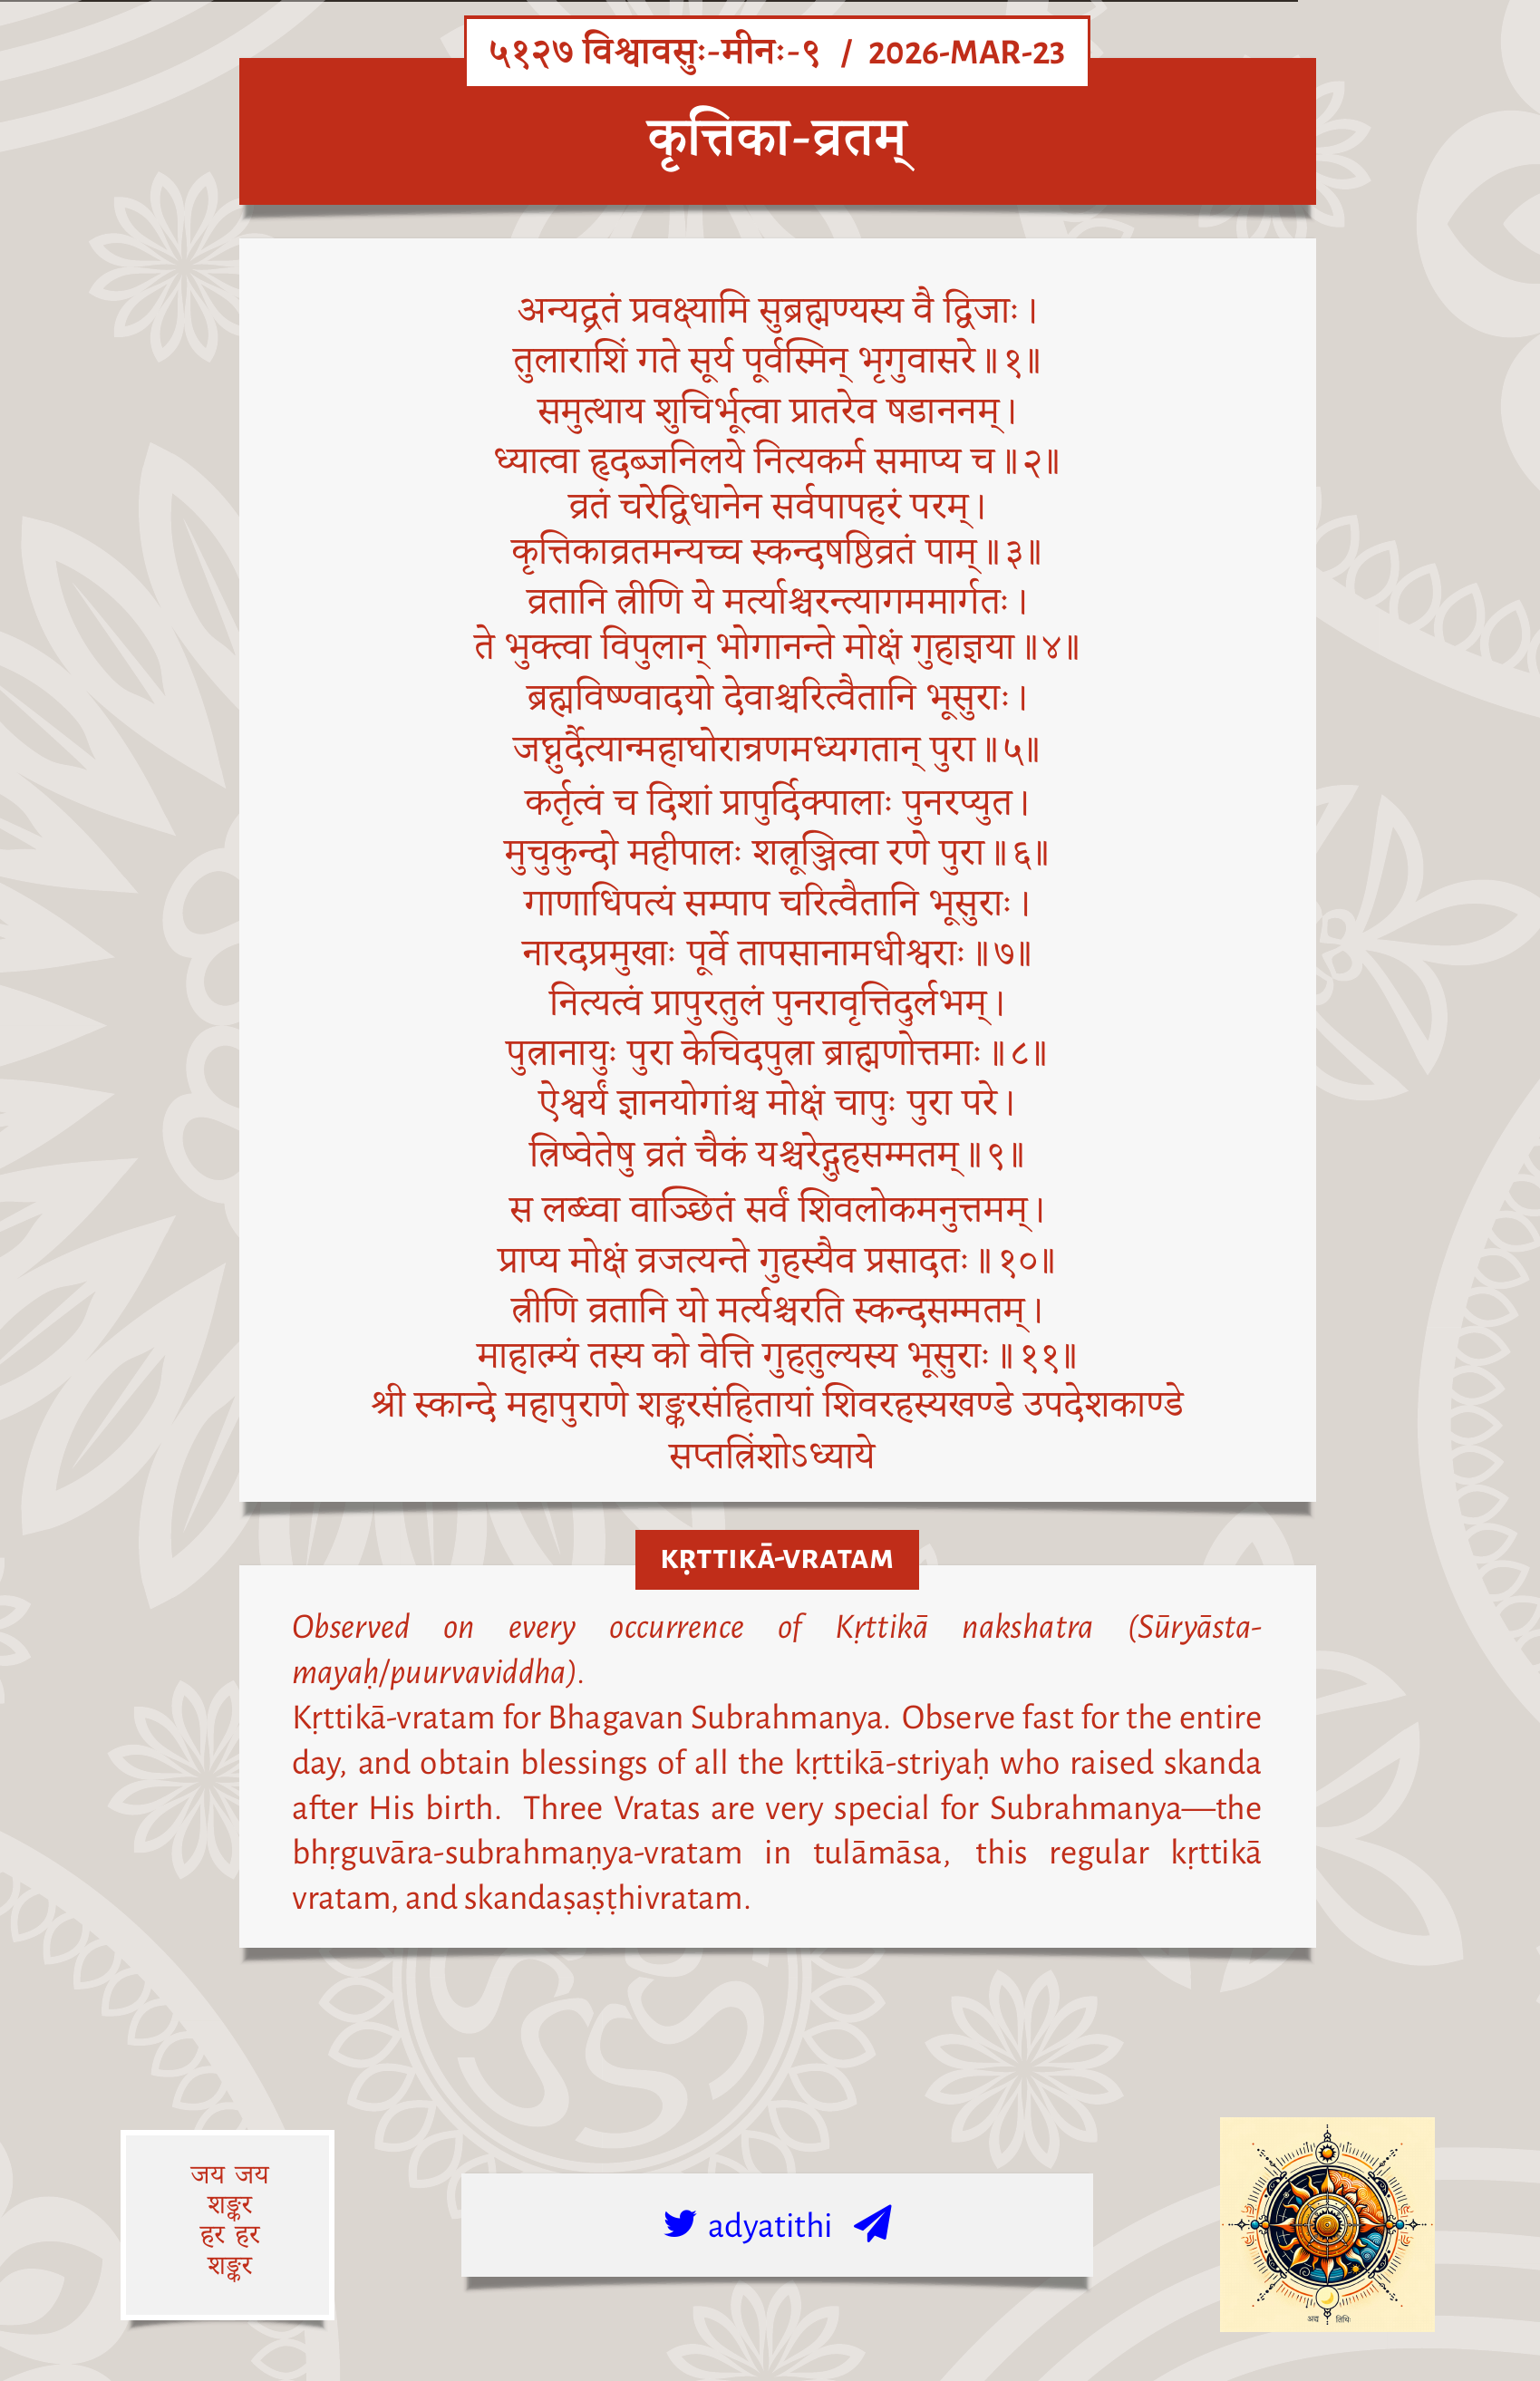 ५१२७ विश्वावसुः-मीनः-९ / 2026-MAR-23
कृत्तिका-व्रतम्
अन्यद्व्रतं प्रवक्ष्यामि सुब्रह्मण्यस्य वै द्विजाः।
तुलाराशिं गते सूर्य पूर्वस्मिन् भृगुवासरे॥१॥
समुत्थाय शुचिर्भूत्वा प्रातरेव षडाननम्।
ध्यात्वा हृदब्जनिलये नित्यकर्म समाप्य च॥२॥
व्रतं चरेद्विधानेन सर्वपापहरं परम्।
कृत्तिकाव्रतमन्यच्च स्कन्दषष्ठिव्रतं पाम्॥३॥
व्रतानि त्रीणि ये मर्त्याश्चरन्त्यागममार्गतः।
ते भुक्त्वा विपुलान् भोगानन्ते मोक्षं गुहाज्ञया॥४॥
ब्रह्मविष्ण्वादयो देवाश्चरित्वैतानि भूसुराः।
जघ्नुर्दैत्यान्महाघोरान्रणमध्यगतान् पुरा॥५॥
कर्तृत्वं च दिशां प्रापुर्दिक्पालाः पुनरप्युत।
मुचुकुन्दो महीपालः शत्रूञ्जित्वा रणे पुरा॥६॥
गाणाधिपत्यं सम्पाप चरित्वैतानि भूसुराः।
नारदप्रमुखाः पूर्वे तापसानामधीश्वराः॥७॥
नित्यत्वं प्रापुरतुलं पुनरावृत्तिदुर्लभम्।
पुत्रानायुः पुरा केचिदपुत्रा ब्राह्मणोत्तमाः॥८॥
ऐश्वर्यं ज्ञानयोगांश्च मोक्षं चापुः पुरा परे।
त्रिष्वेतेषु व्रतं चैकं यश्चरेद्गुहसम्मतम्॥९॥
स लब्ध्वा वाञ्छितं सर्वं शिवलोकमनुत्तमम्।
प्राप्य मोक्षं व्रजत्यन्ते गुहस्यैव प्रसादतः॥१०॥
त्रीणि व्रतानि यो मर्त्यश्चरति स्कन्दसम्मतम्।
माहात्म्यं तस्य को वेत्ति गुहतुल्यस्य भूसुराः॥११॥
श्री स्कान्दे महापुराणे शङ्करसंहितायां शिवरहस्यखण्डे उपदेशकाण्डे
सप्तत्रिंशोऽध्याये
KṚTTIKĀ-VRATAM
Observed on every occurrence of Kṛttikā nakshatra (Sūryāsta-
mayaḥ/puurvaviddha).
Kṛttikā-vratam for Bhagavan Subrahmanya. Observe fast for the entire
day, and obtain blessings of all the kṛttikā-striyaḥ who raised skanda
after His birth. Three Vratas are very special for Subrahmanya—the
bhṛguvāra-subrahmaṇya-vratam in tulāmāsa, this regular kṛttikā
vratam, and skandaṣaṣṭhivratam.
जय जय
शङ्कर
हर हर
शङ्कर
adyatithi
अद्य तिथिः